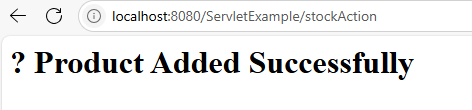 localhost:8080/ServletExample/stockAction
? Product Added Successfully